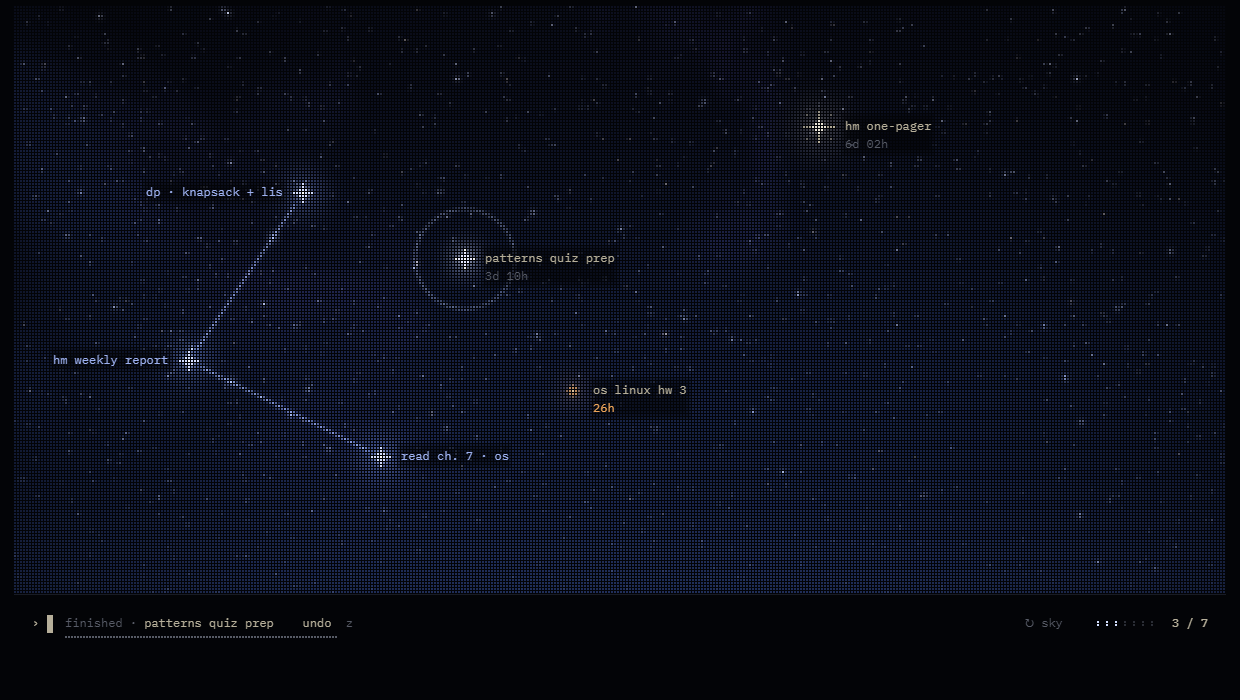 hm one-pager
6d 02h
dp · knapsack + lis
patterns quiz prep
3d 10h
hm weekly report
os linux hw 3
26h
read ch. 7 · os
› finished · patterns quiz prep undo z
↻ sky 3 / 7